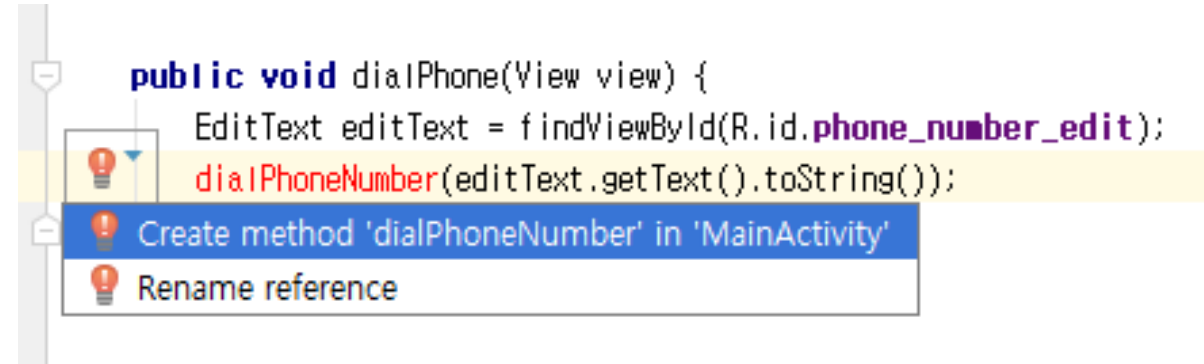 public void dialPhone(View view) {
EditText editText = findViewById(R.id.phone_number_edit);
dialPhoneNumber(editText.getText().toString());
Create method 'dialPhoneNumber' in 'MainActivity'
Rename reference